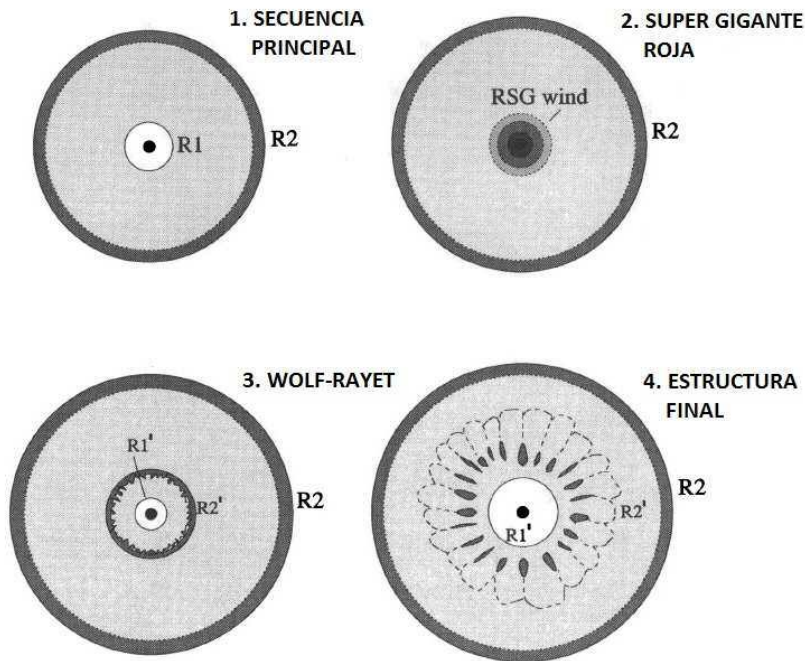 1. SECUENCIA
PRINCIPAL
R1
R2
2. SUPER GIGANTE
ROJA
RSG wind
R2
3. WOLF-RAYET
R1'
R2'
R2
4. ESTRUCTURA
FINAL
R1'
R2'
R2